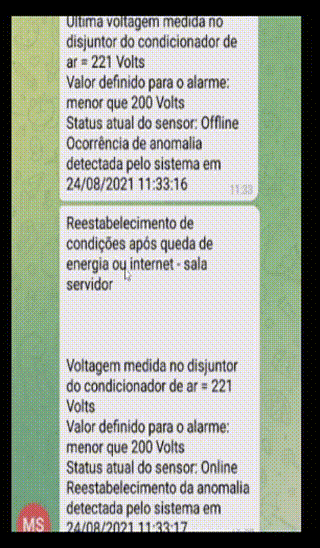 Última voltagem medida no
disjuntor do condicionador de
ar = 221 Volts
Valor definido para o alarme:
menor que 200 Volts
Status atual do sensor: Offline
Ocorrência de anomalia
detectada pelo sistema em
24/08/2021 11:33:16
11:33
Reestabelecimento de
condições após queda de
energia ou internet - sala
servidor
Voltagem medida no disjuntor
do condicionador de ar = 221
Volts
Valor definido para o alarme:
menor que 200 Volts
Status atual do sensor: Online
Reestabelecimento da anomalia
detectada pelo sistema em
MS
24/08/2021 11:33:17